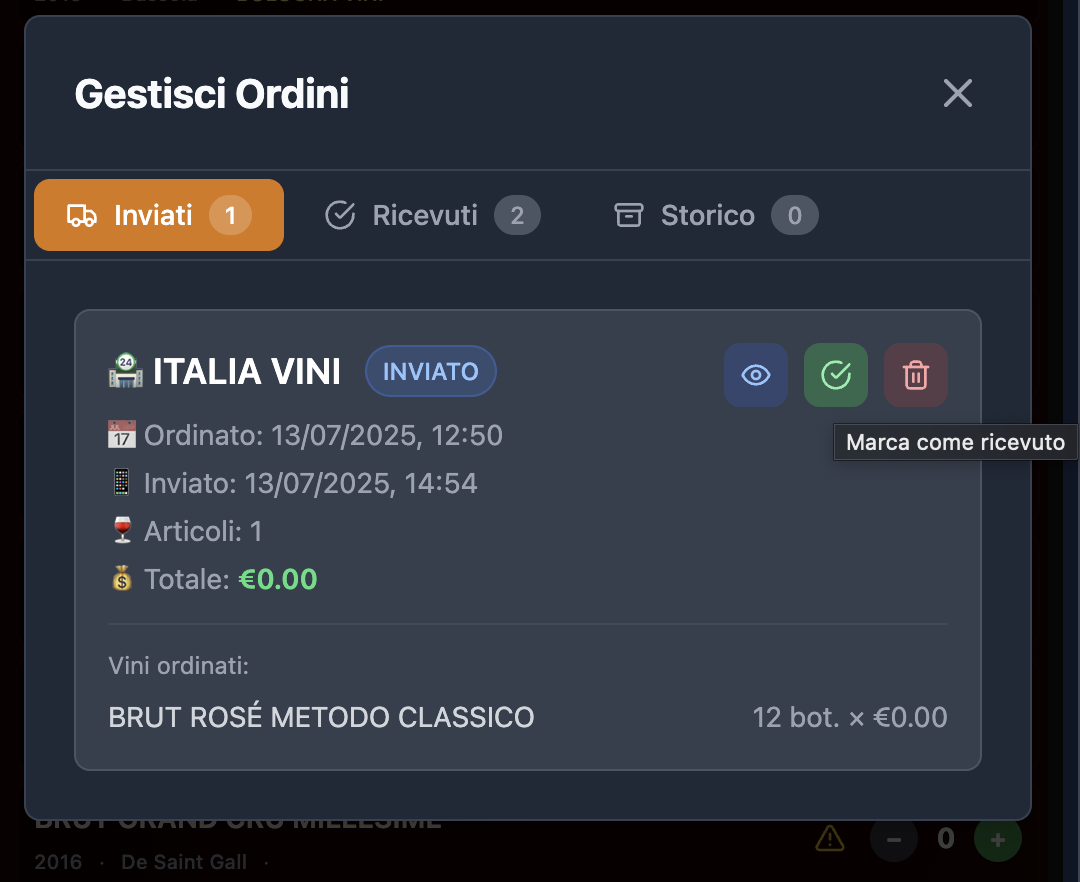 Gestisci Ordini
Inviati 1 Ricevuti 2 Storico 0
ITALIA VINI INVIATO
Ordinato: 13/07/2025, 12:50
Marca come ricevuto
Inviato: 13/07/2025, 14:54
Articoli: 1
Totale: €0.00
Vini ordinati:
BRUT ROSÉ METODO CLASSICO 12 bot. × €0.00
BRUT GRAND CRU MILLESIME
2016 · De Saint Gall ·
− 0 +